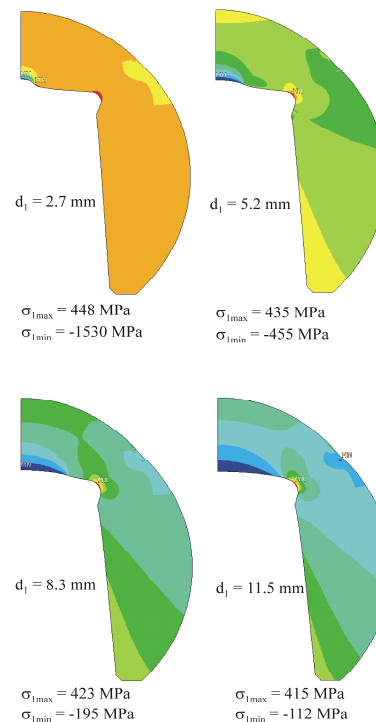 d₁ = 2.7 mm
σ₁max = 448 MPa
σ₁min = -1530 MPa
d₁ = 5.2 mm
σ₁max = 435 MPa
σ₁min = -455 MPa
d₁ = 8.3 mm
σ₁max = 423 MPa
σ₁min = -195 MPa
MN
d₁ = 11.5 mm
σ₁max = 415 MPa
σ₁min = -112 MPa